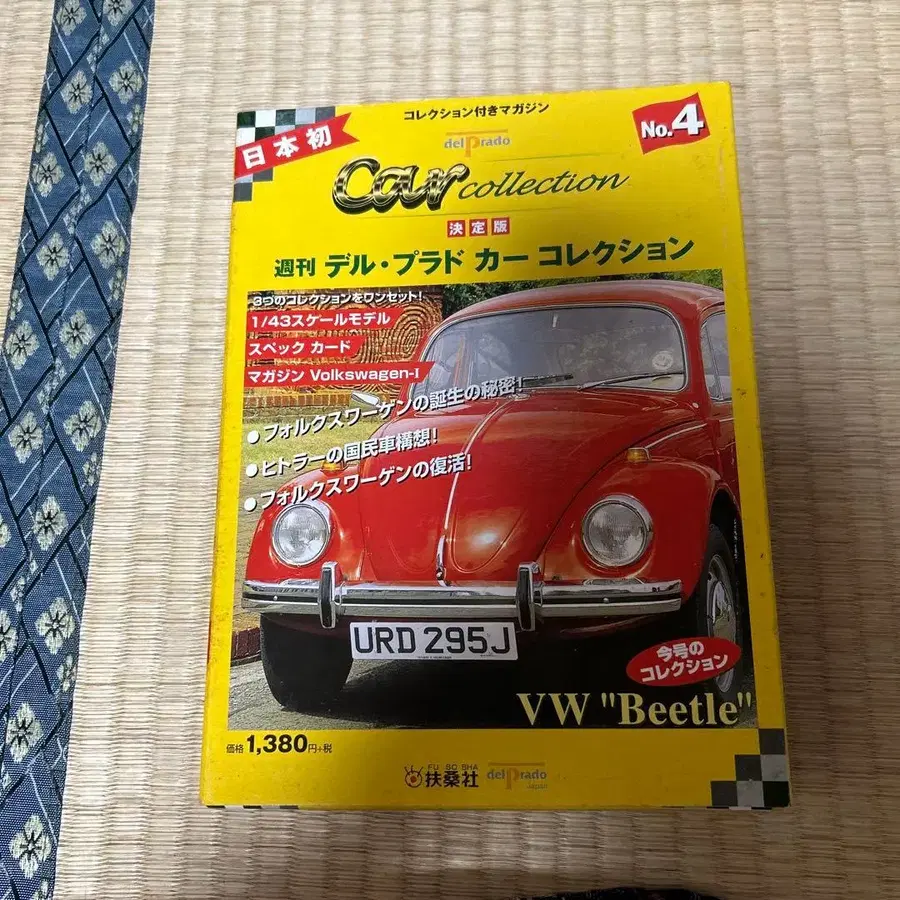 コレクション付きマガジン
日本初
No.4
del Prado
Car collection
決定版
週刊 デル・プラド カー コレクション
3つのコレクションをワンセット!
1/43スケールモデル
スペック カード
マガジン Volkswagen-I
● フォルクスワーゲンの誕生の秘密!
● ヒトラーの国民車構想!
● フォルクスワーゲンの復活!
URD 295J
今号の
コレクション
VW "Beetle"
価格1,380円+税
FU SO SHA
扶桑社
del Prado
Japan